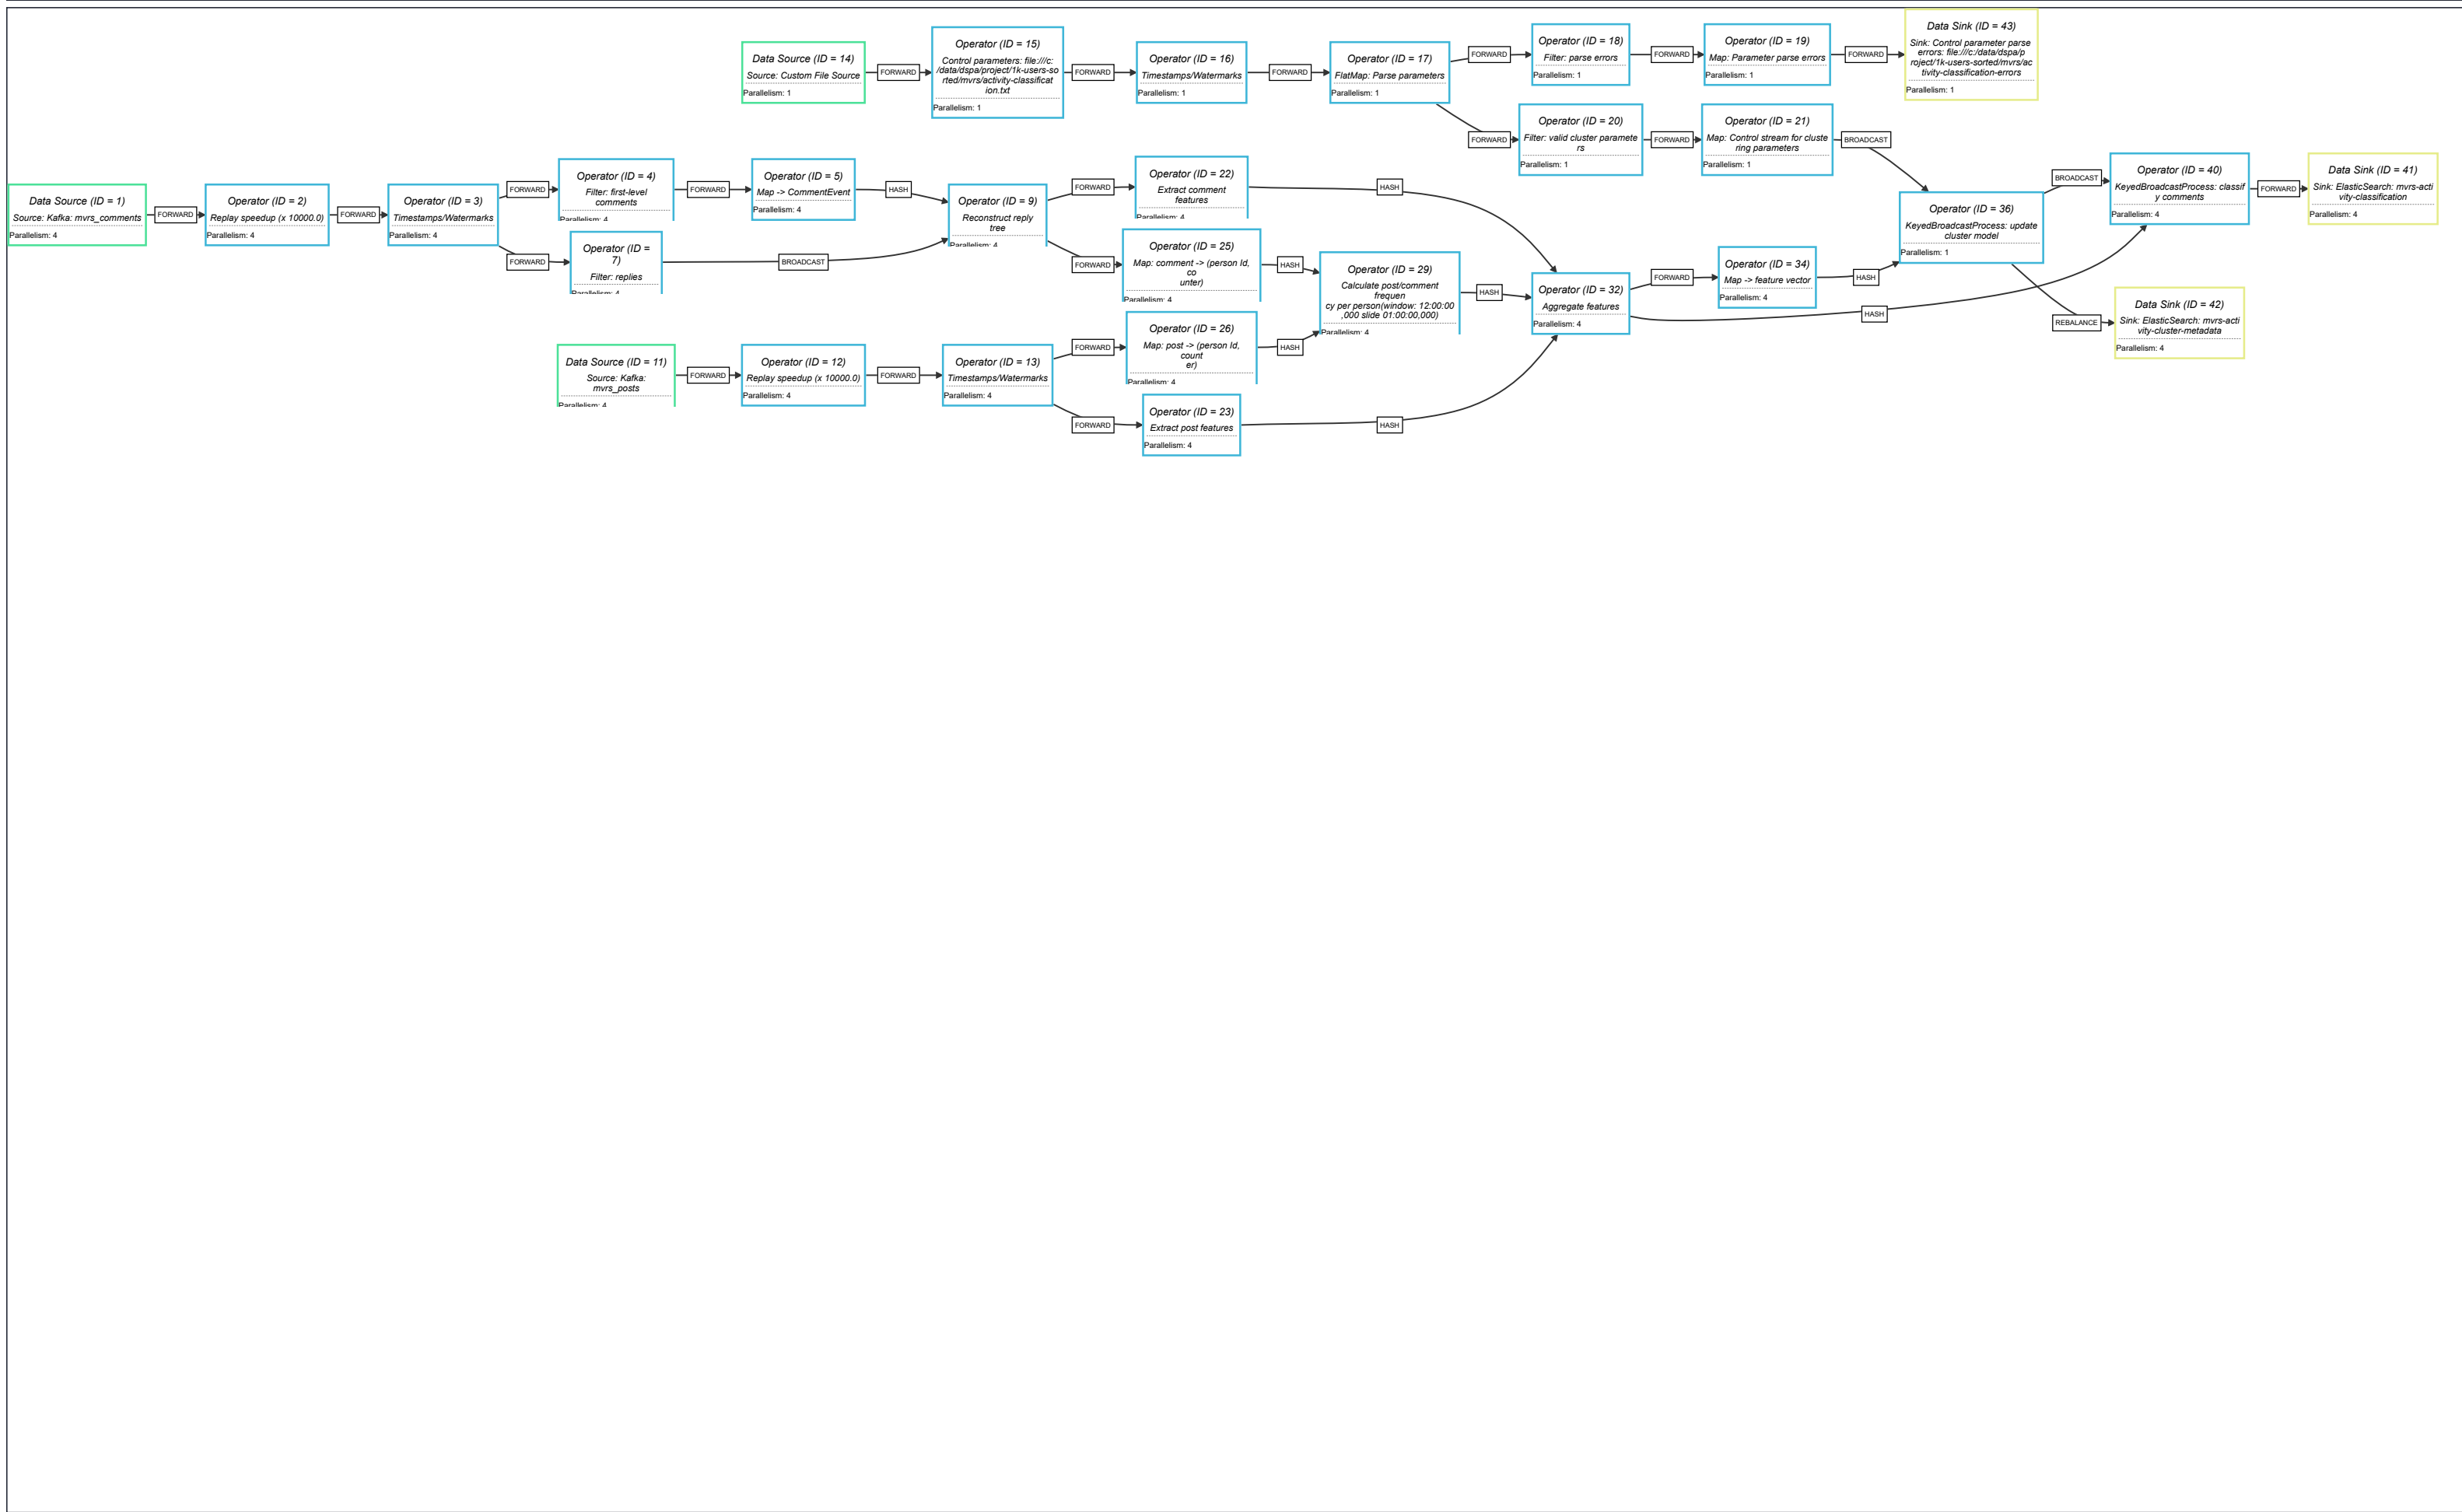 Data Source (ID = 14)
Source: Custom File Source
Parallelism: 1
FORWARD
Operator (ID = 15)
Control parameters: file:///c:
/data/dspa/project/1k-users-so
rted/mvrs/activity-classificat
ion.txt
Parallelism: 1
FORWARD
Operator (ID = 16)
Timestamps/Watermarks
Parallelism: 1
FORWARD
Operator (ID = 17)
FlatMap: Parse parameters
Parallelism: 1
FORWARD
Operator (ID = 18)
Filter: parse errors
Parallelism: 1
FORWARD
Operator (ID = 19)
Map: Parameter parse errors
Parallelism: 1
FORWARD
Data Sink (ID = 43)
Sink: Control parameter parse
errors: file:///c:/data/dspa/p
roject/1k-users-sorted/mvrs/ac
tivity-classification-errors
Parallelism: 1
FORWARD
Operator (ID = 20)
Filter: valid cluster paramete
rs
Parallelism: 1
FORWARD
Operator (ID = 21)
Map: Control stream for cluste
ring parameters
Parallelism: 1
BROADCAST
Data Source (ID = 1)
Source: Kafka: mvrs_comments
Parallelism: 4
FORWARD
Operator (ID = 2)
Replay speedup (x 10000.0)
Parallelism: 4
FORWARD
Operator (ID = 3)
Timestamps/Watermarks
Parallelism: 4
FORWARD
Operator (ID = 4)
Filter: first-level
comments
Parallelism: 4
FORWARD
Operator (ID = 5)
Map -> CommentEvent
Parallelism: 4
HASH
FORWARD
Operator (ID =
7)
Filter: replies
Parallelism: 4
BROADCAST
Operator (ID = 9)
Reconstruct reply
tree
Parallelism: 4
FORWARD
Operator (ID = 22)
Extract comment
features
Parallelism: 4
HASH
FORWARD
Operator (ID = 25)
Map: comment -> (person Id,
co
unter)
Parallelism: 4
HASH
Operator (ID = 29)
Calculate post/comment
frequen
cy per person(window: 12:00:00
,000 slide 01:00:00,000)
Parallelism: 4
HASH
Data Source (ID = 11)
Source: Kafka:
mvrs_posts
Parallelism: 4
FORWARD
Operator (ID = 12)
Replay speedup (x 10000.0)
Parallelism: 4
FORWARD
Operator (ID = 13)
Timestamps/Watermarks
Parallelism: 4
FORWARD
Operator (ID = 26)
Map: post -> (person Id,
count
er)
Parallelism: 4
HASH
FORWARD
Operator (ID = 23)
Extract post features
Parallelism: 4
HASH
Operator (ID = 32)
Aggregate features
Parallelism: 4
FORWARD
Operator (ID = 34)
Map -> feature vector
Parallelism: 4
HASH
HASH
Operator (ID = 36)
KeyedBroadcastProcess: update
cluster model
Parallelism: 1
BROADCAST
Operator (ID = 40)
KeyedBroadcastProcess: classif
y comments
Parallelism: 4
FORWARD
Data Sink (ID = 41)
Sink: ElasticSearch: mvrs-acti
vity-classification
Parallelism: 4
REBALANCE
Data Sink (ID = 42)
Sink: ElasticSearch: mvrs-acti
vity-cluster-metadata
Parallelism: 4